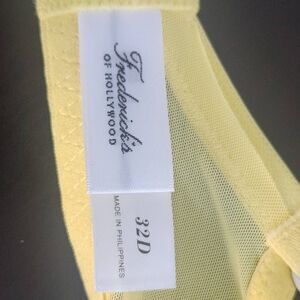 Frederick's
OF HOLLYWOOD
32D
MADE IN PHILIPPINES